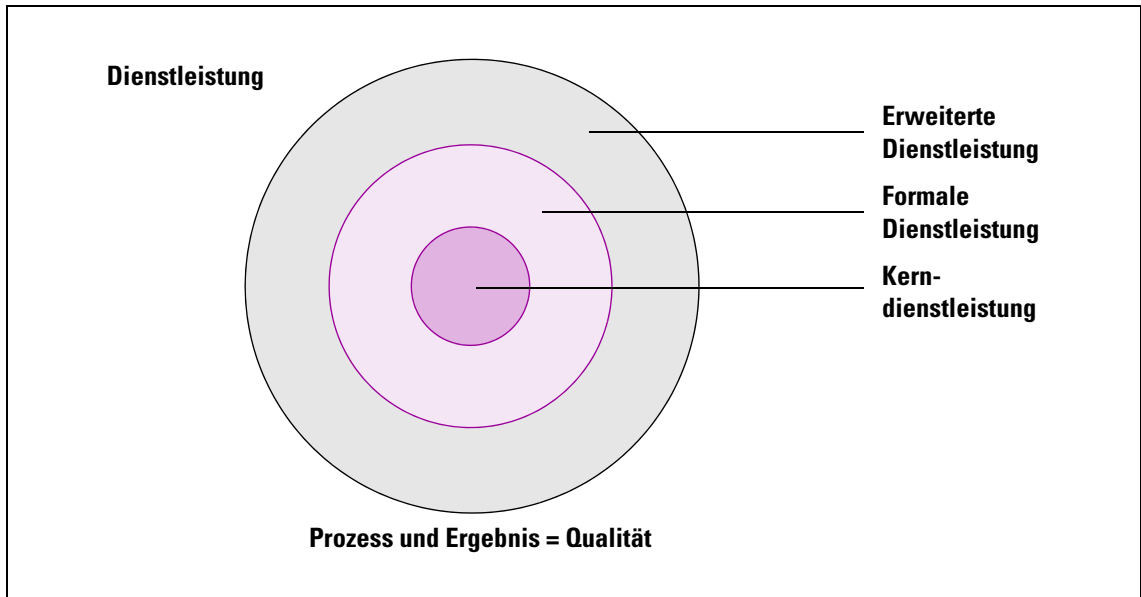 Dienstleistung
Erweiterte
Dienstleistung
Formale
Dienstleistung
Kern-
dienstleistung
Prozess und Ergebnis = Qualität